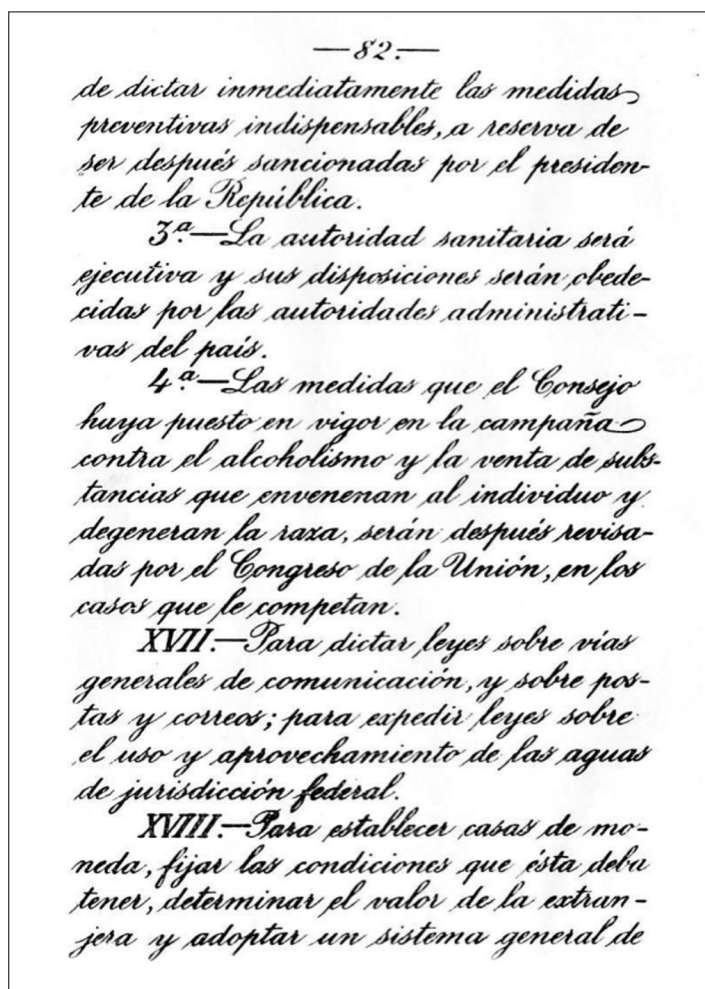 —82.—
de dictar inmediatamente las medidas
preventivas indispensables, a reserva de
ser después sancionadas por el presiden-
te de la República.
3ª.—La autoridad sanitaria será
ejecutiva y sus disposiciones serán obede-
cidas por las autoridades administrati-
vas del país.
4ª.—Las medidas que el Consejo
haya puesto en vigor en la campaña
contra el alcoholismo y la venta de subs-
tancias que envenenan al individuo y
degeneran la raza, serán después revisa-
das por el Congreso de la Unión, en los
casos que le competan.
XVII.—Para dictar leyes sobre vías
generales de comunicación, y sobre pos-
tas y correos; para expedir leyes sobre
el uso y aprovechamiento de las aguas
de jurisdicción federal.
XVIII.—Para establecer casas de mo-
neda, fijar las condiciones que ésta deba
tener, determinar el valor de la extran-
jera y adoptar un sistema general de